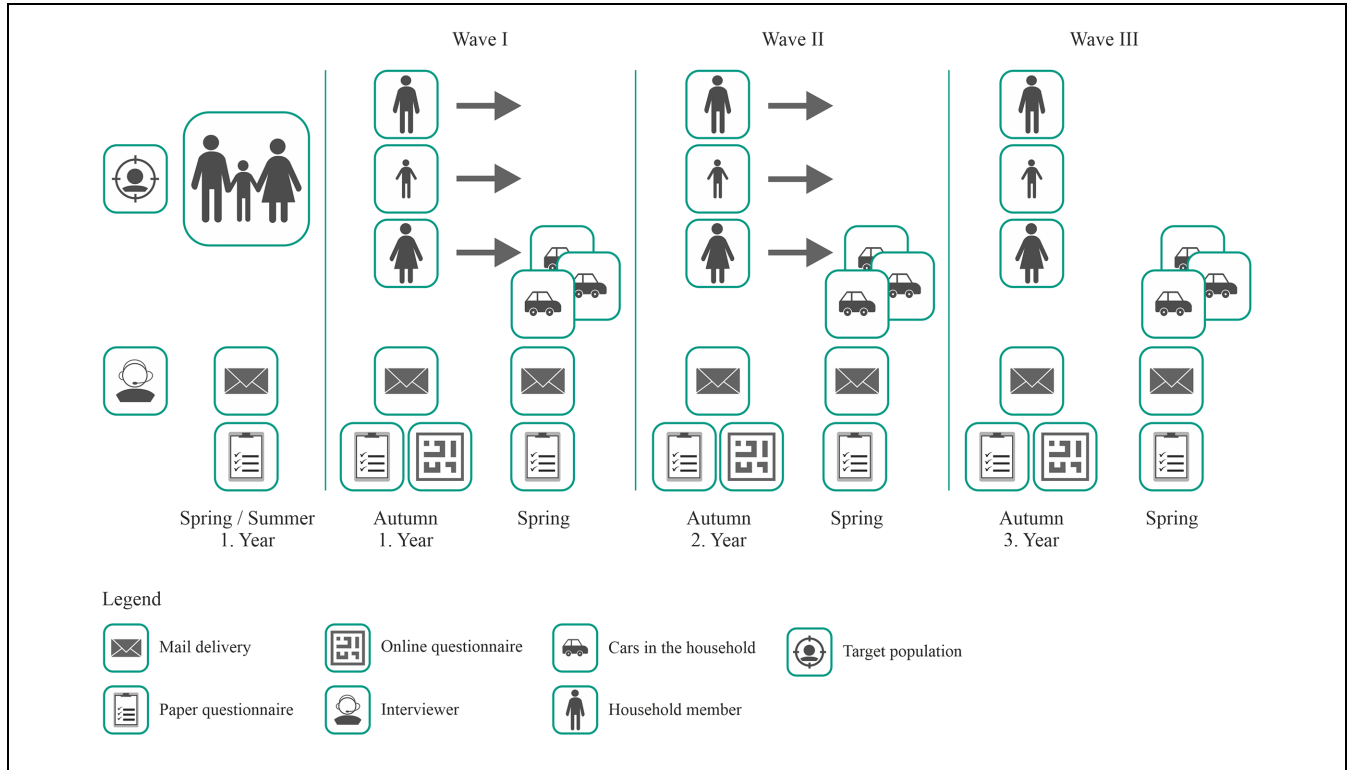 Wave I
Wave II
Wave III
Spring / Summer
1. Year
Autumn
1. Year
Spring
Autumn
2. Year
Spring
Autumn
3. Year
Spring
Legend
Mail delivery
Online questionnaire
Cars in the household
Target population
Paper questionnaire
Interviewer
Household member